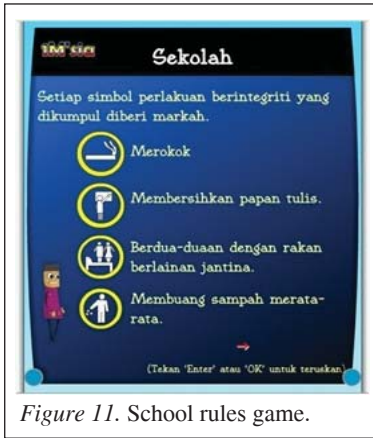 1M'sia
Sekolah
Setiap simbol perlakuan berintegriti yang
dikumpul diberi markah.
Merokok
Membersihkan papan tulis.
Berdua-duaan dengan rakan
berlainan jantina.
Membuang sampah merata-
rata.
(Tekan 'Enter' atau 'OK' untuk teruskan)
Figure 11. School rules game.